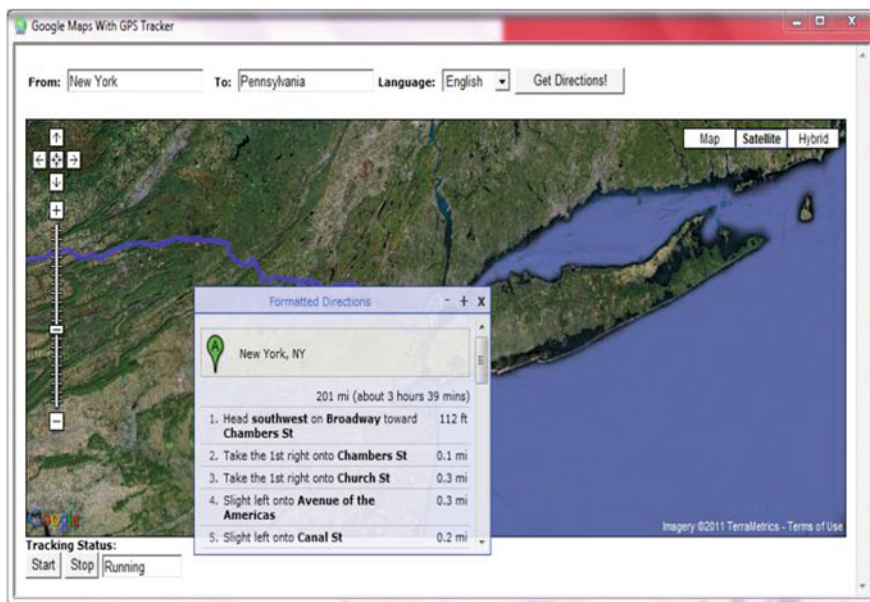 Google Maps With GPS Tracker
From: New York To: Pennsylvania Language: English Get Directions!
Map Satellite Hybrid
Formatted Directions - + x
A New York, NY
201 mi (about 3 hours 39 mins)
1. Head southwest on Broadway toward 112 ft
Chambers St
2. Take the 1st right onto Chambers St 0.1 mi
3. Take the 1st right onto Church St 0.3 mi
4. Slight left onto Avenue of the 0.3 mi
Americas
5. Slight left onto Canal St 0.2 mi
Google
Imagery ©2011 TerraMetrics - Terms of Use
Tracking Status:
Start Stop Running